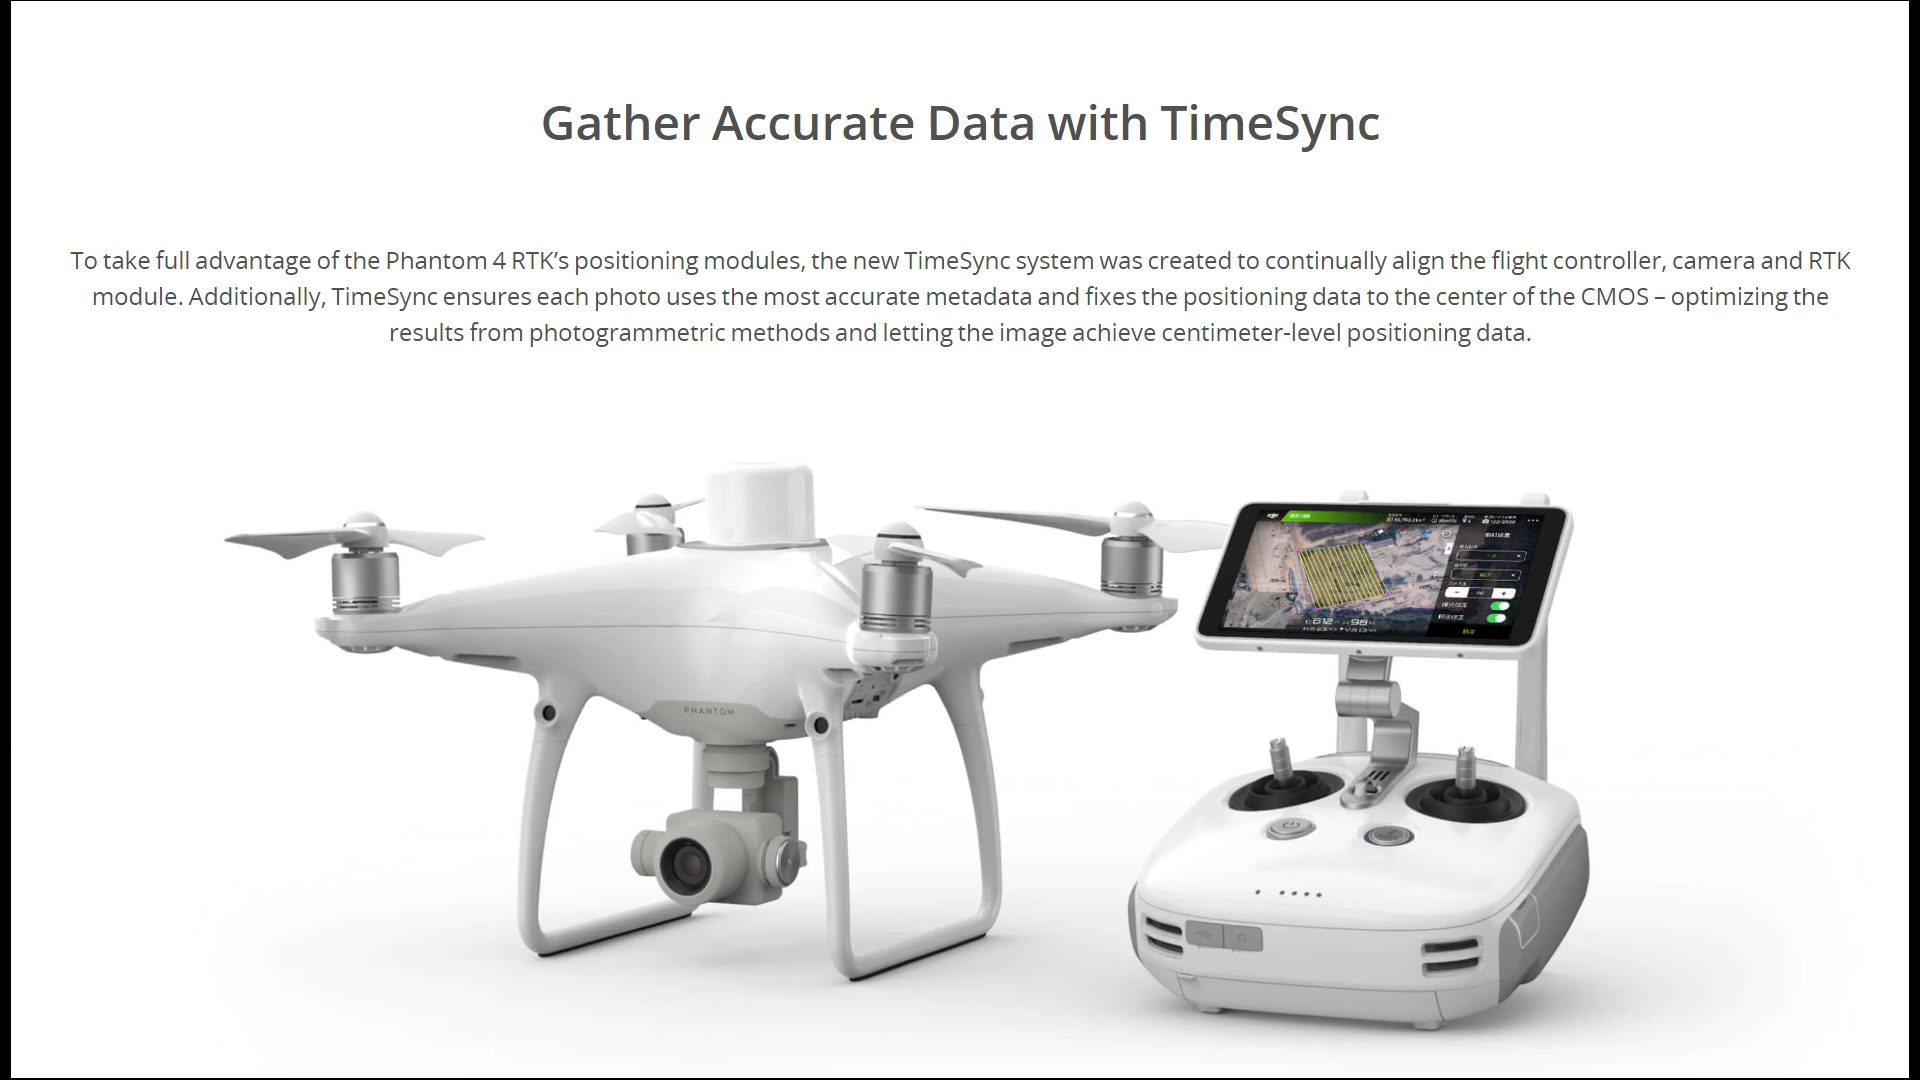 Gather Accurate Data with TimeSync
To take full advantage of the Phantom 4 RTK’s positioning modules, the new TimeSync system was created to continually align the flight controller, camera and RTK
module. Additionally, TimeSync ensures each photo uses the most accurate metadata and fixes the positioning data to the center of the CMOS – optimizing the
results from photogrammetric methods and letting the image achieve centimeter-level positioning data.
PHANTOM